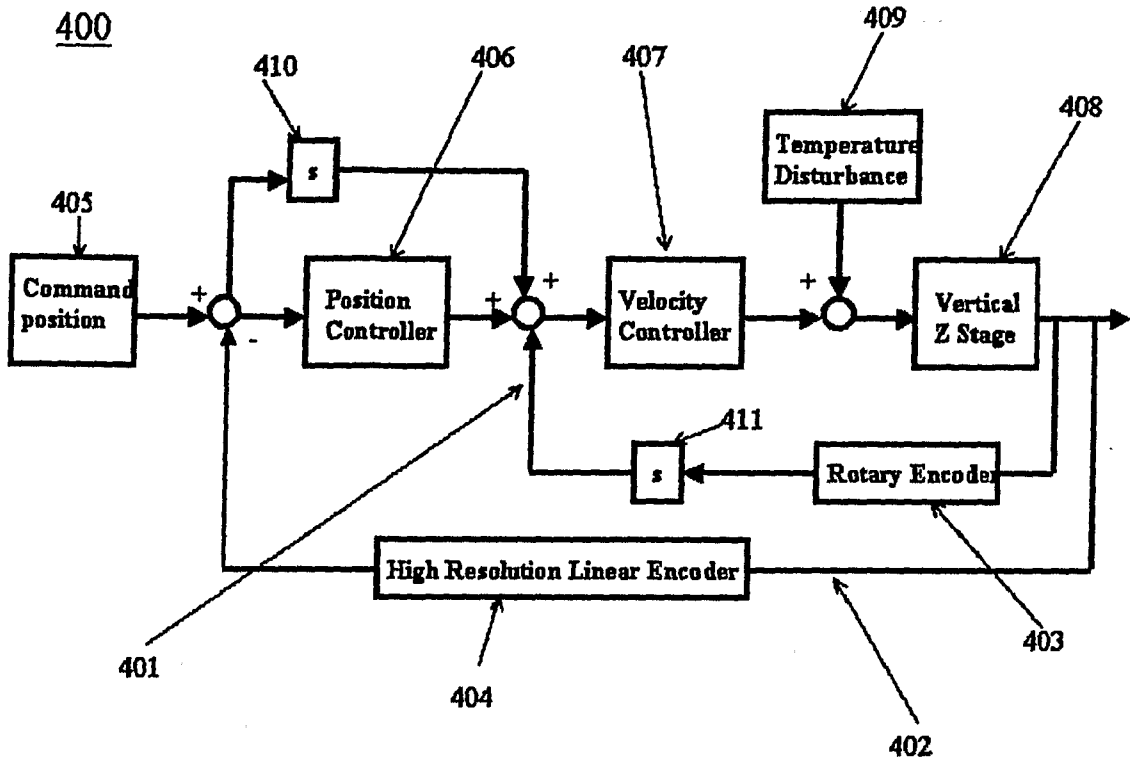 400
409
410
406
407
408
Temperature
Disturbance
s
405
Command
position
+
-
Position
Controller
+
+
Velocity
Controller
+
Vertical
Z Stage
411
s
Rotary Encoder
High Resolution Linear Encoder
401
404
403
402